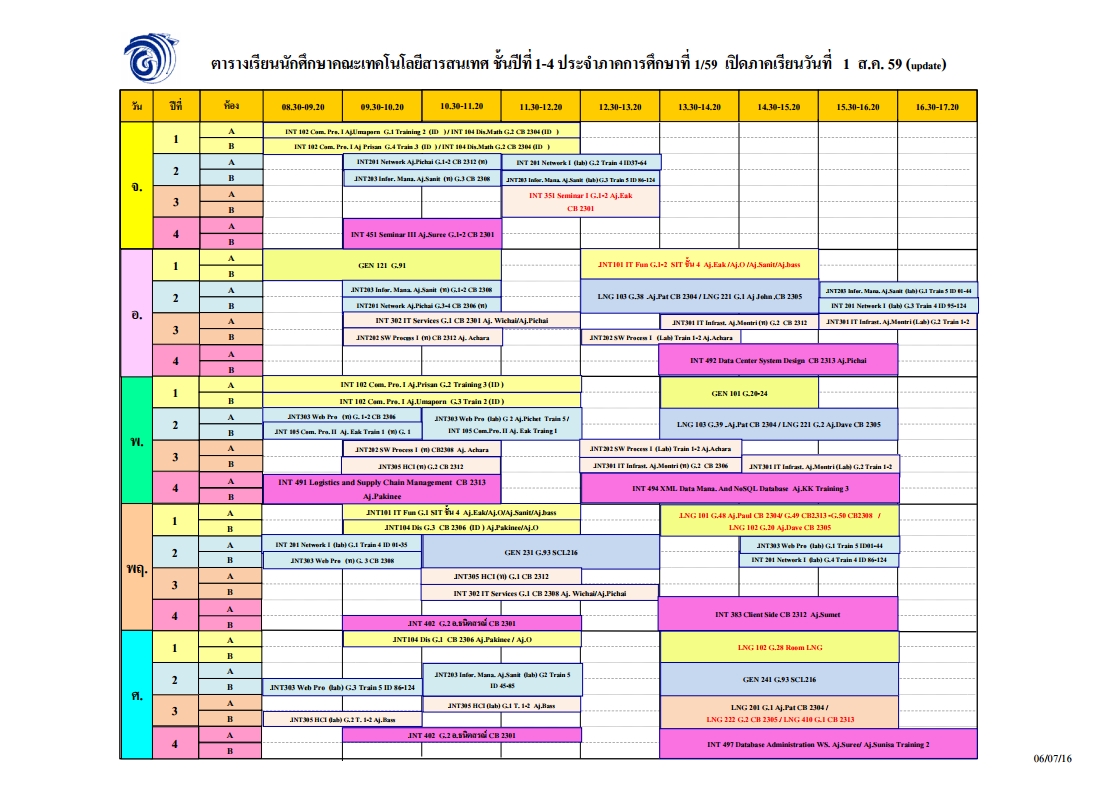 ตารางเรียนนักศึกษาคณะเทคโนโลยีสารสนเทศ ชั้นปีที่ 1-4 ประจำภาคการศึกษาที่ 1/59 เปิดภาคเรียนวันที่ 1 ส.ค. 59 (update)
วัน ปีที่ ห้อง 08.30-09.20 09.30-10.20 10.30-11.20 11.30-12.20 12.30-13.20 13.30-14.20 14.30-15.20 15.30-16.20 16.30-17.20
จ.
1
A INT 102 Com. Pro. I Aj.Umaporn G.1 Training 2 (ID ) / INT 104 Dis.Math G.2 CB 2304 (ID )
B INT 102 Com. Pro. I Aj Prisan G.4 Train 3 (ID ) / INT 104 Dis.Math G.2 CB 2304 (ID )
2
A INT201 Network Aj.Pichai G.1-2 CB 2312 (ท) INT 201 Network I (lab) G.2 Train 4 ID37-64
B JNT203 Infor. Mana. Aj.Sanit (ท) G.3 CB 2308 JNT203 Infor. Mana. Aj.Sanit (lab) G.3 Train 5 ID 86-124
3
A INT 351 Seminar I G.1-2 Aj.Eak
B CB 2301
4
A
B
INT 451 Seminar III Aj.Suree G.1-2 CB 2301
อ.
1
A
B
GEN 121 G.91 JNT101 IT Fun G.1-2 SIT ชั้น 4 Aj.Eak /Aj.O /Aj.Sanit/Aj.bass
2
A JNT203 Infor. Mana. Aj.Sanit (ท) G.1-2 CB 2308 LNG 103 G.38 .Aj.Pat CB 2304 / LNG 221 G.1 Aj John ,CB 2305 JNT203 Infor. Mana. Aj.Sanit (lab) G.1 Train 5 ID 01-44
B INT201 Network Aj.Pichai G.3-4 CB 2306 (ท) INT 201 Network I (lab) G.3 Train 4 ID 95-124
3
A INT 302 IT Services G.1 CB 2301 Aj. Wichai/Aj.Pichai JNT301 IT Infrast. Aj.Montri (ท) G.2 CB 2312 JNT301 IT Infrast. Aj.Montri (Lab) G.2 Train 1-2
B JNT202 SW Process I (ท) CB 2312 Aj. Achara JNT202 SW Process I (Lab) Train 1-2 Aj.Achara
4
A
B
INT 492 Data Center System Design CB 2313 Aj.Pichai
พ.
1
A INT 102 Com. Pro. I Aj.Prisan G.2 Training 3 (ID ) GEN 101 G.20-24
B INT 102 Com. Pro. I Aj.Umaporn G.3 Train 2 (ID )
2
A JNT303 Web Pro (ท) G. 1-2 CB 2306 JNT303 Web Pro (lab) G 2 Aj.Pichet Train 5 / LNG 103 G.39 .Aj.Pat CB 2304 / LNG 221 G.2 Aj.Dave CB 2305
B JNT 105 Com. Pro. II Aj. Eak Train 1 (ท) G. 1 INT 105 Com.Pro. II Aj. Eak Traing 1
3
A JNT202 SW Process I (ท) CB2308 Aj. Achara JNT202 SW Process I (Lab) Train 1-2 Aj.Achara
B JNT305 HCI (ท) G.2 CB 2312 JNT301 IT Infrast. Aj.Montri (ท) G.2 CB 2306 JNT301 IT Infrast. Aj.Montri (Lab) G.2 Train 1-2
4
A INT 491 Logistics and Supply Chain Management CB 2313 INT 494 XML Data Mana. And NoSQL Database Aj.KK Training 3
B Aj.Pakinee
พฤ.
1
A JNT101 IT Fun G.1 SIT ชั้น 4 Aj.Eak/Aj.O/Aj.Sanit/Aj.bass LNG 101 G.48 Aj.Paul CB 2304/ G.49 CB2313 -G.50 CB2308 /
B JNT104 Dis G.3 CB 2306 (ID ) Aj.Pakinee/Aj.O LNG 102 G.20 Aj.Dave CB 2305
2
A INT 201 Network I (lab) G.1 Train 4 ID 01-35 GEN 231 G.93 SCL216 JNT303 Web Pro (lab) G.1 Train 5 ID01-44
B JNT303 Web Pro (ท) G. 3 CB 2308 INT 201 Network I (lab) G.4 Train 4 ID 86-124
3
A JNT305 HCI (ท) G.1 CB 2312
B INT 302 IT Services G.1 CB 2308 Aj. Wichai/Aj.Pichai
4
A INT 383 Client Side CB 2312 Aj.Sumet
B JNT 402 G.2 อ.ธนิตสรณ์ CB 2301
ศ.
1
A JNT104 Dis G.1 CB 2306 Aj.Pakinee / Aj.O LNG 102 G.28 Room LNG
B
2
A JNT203 Infor. Mana. Aj.Sanit (lab) G2 Train 5 GEN 241 G.93 SCL216
B JNT303 Web Pro (lab) G.3 Train 5 ID 86-124 ID 45-85
3
A JNT305 HCI (lab) G.1 T. 1-2 Aj.Bass LNG 201 G.1 Aj.Pat CB 2304 /
B JNT305 HCI (lab) G.2 T. 1-2 Aj.Bass LNG 222 G.2 CB 2305 / LNG 410 G.1 CB 2313
4
A JNT 402 G.2 อ.ธนิตสรณ์ CB 2301 INT 497 Database Administration WS. Aj.Suree/ Aj.Sunisa Training 2
B
06/07/16